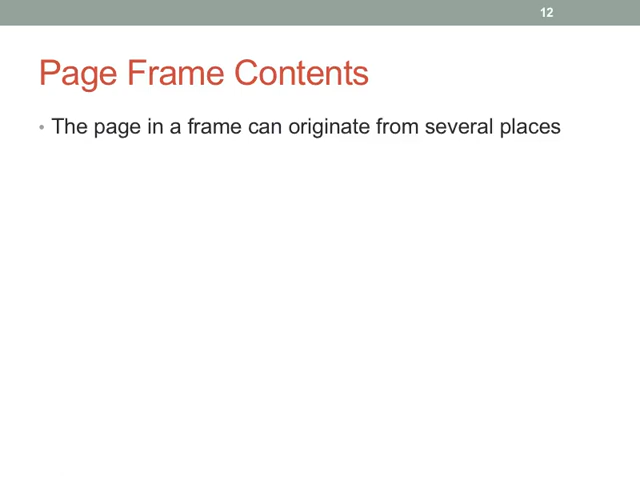 12
Page Frame Contents
• The page in a frame can originate from several places